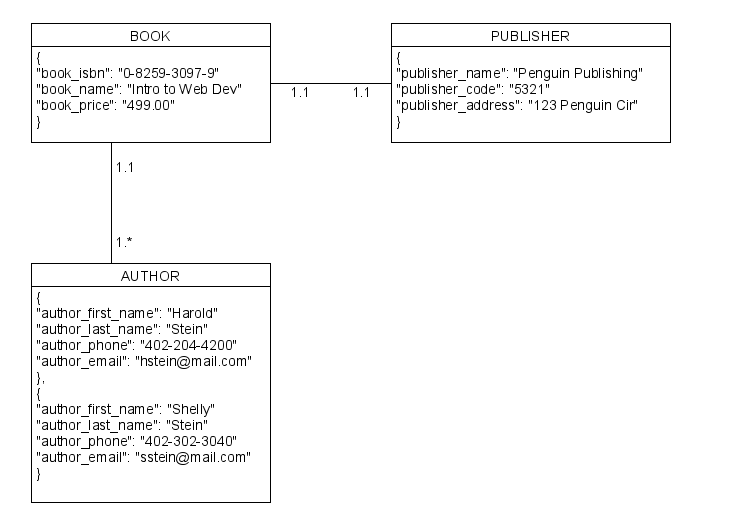 BOOK
{
"book_isbn": "0-8259-3097-9"
"book_name": "Intro to Web Dev"
"book_price": "499.00"
}
1.1
1.1
PUBLISHER
{
"publisher_name": "Penguin Publishing"
"publisher_code": "5321"
"publisher_address": "123 Penguin Cir"
}
1.1
1.*
AUTHOR
{
"author_first_name": "Harold"
"author_last_name": "Stein"
"author_phone": "402-204-4200"
"author_email": "hstein@mail.com"
},
{
"author_first_name": "Shelly"
"author_last_name": "Stein"
"author_phone": "402-302-3040"
"author_email": "sstein@mail.com"
}